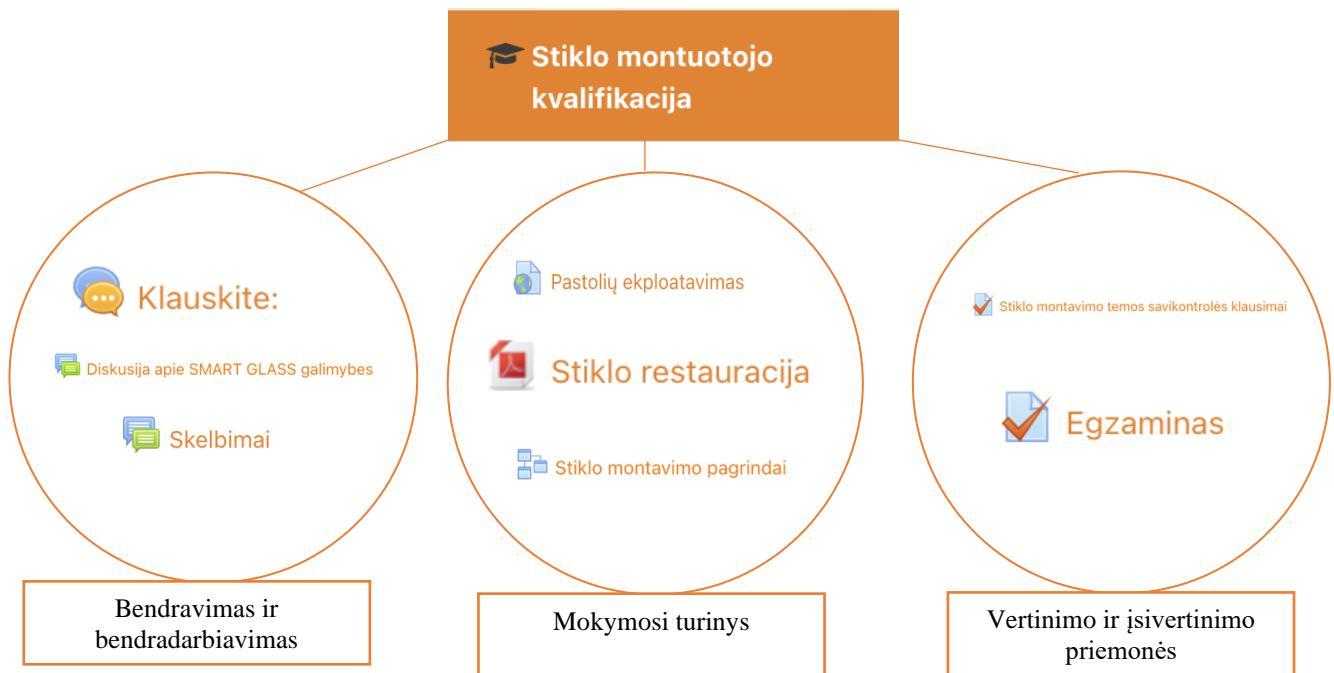 Stiklo montuotojo
kvalifikacija
Klauskite:
Diskusija apie SMART GLASS galimybes
Skelbimai
Bendravimas ir
bendradarbiavimas
Pastolių ekploatavimas
Stiklo restauracija
Stiklo montavimo pagrindai
Mokymosi turinys
Stiklo montavimo temos savikontrolės klausimai
Egzaminas
Vertinimo ir įsivertinimo
priemonės